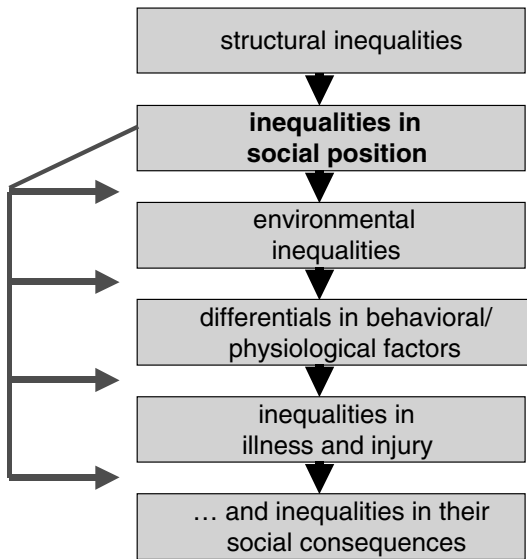 structural inequalities
inequalities in
social position
environmental
inequalities
differentials in behavioral/
physiological factors
inequalities in
illness and injury
… and inequalities in their
social consequences